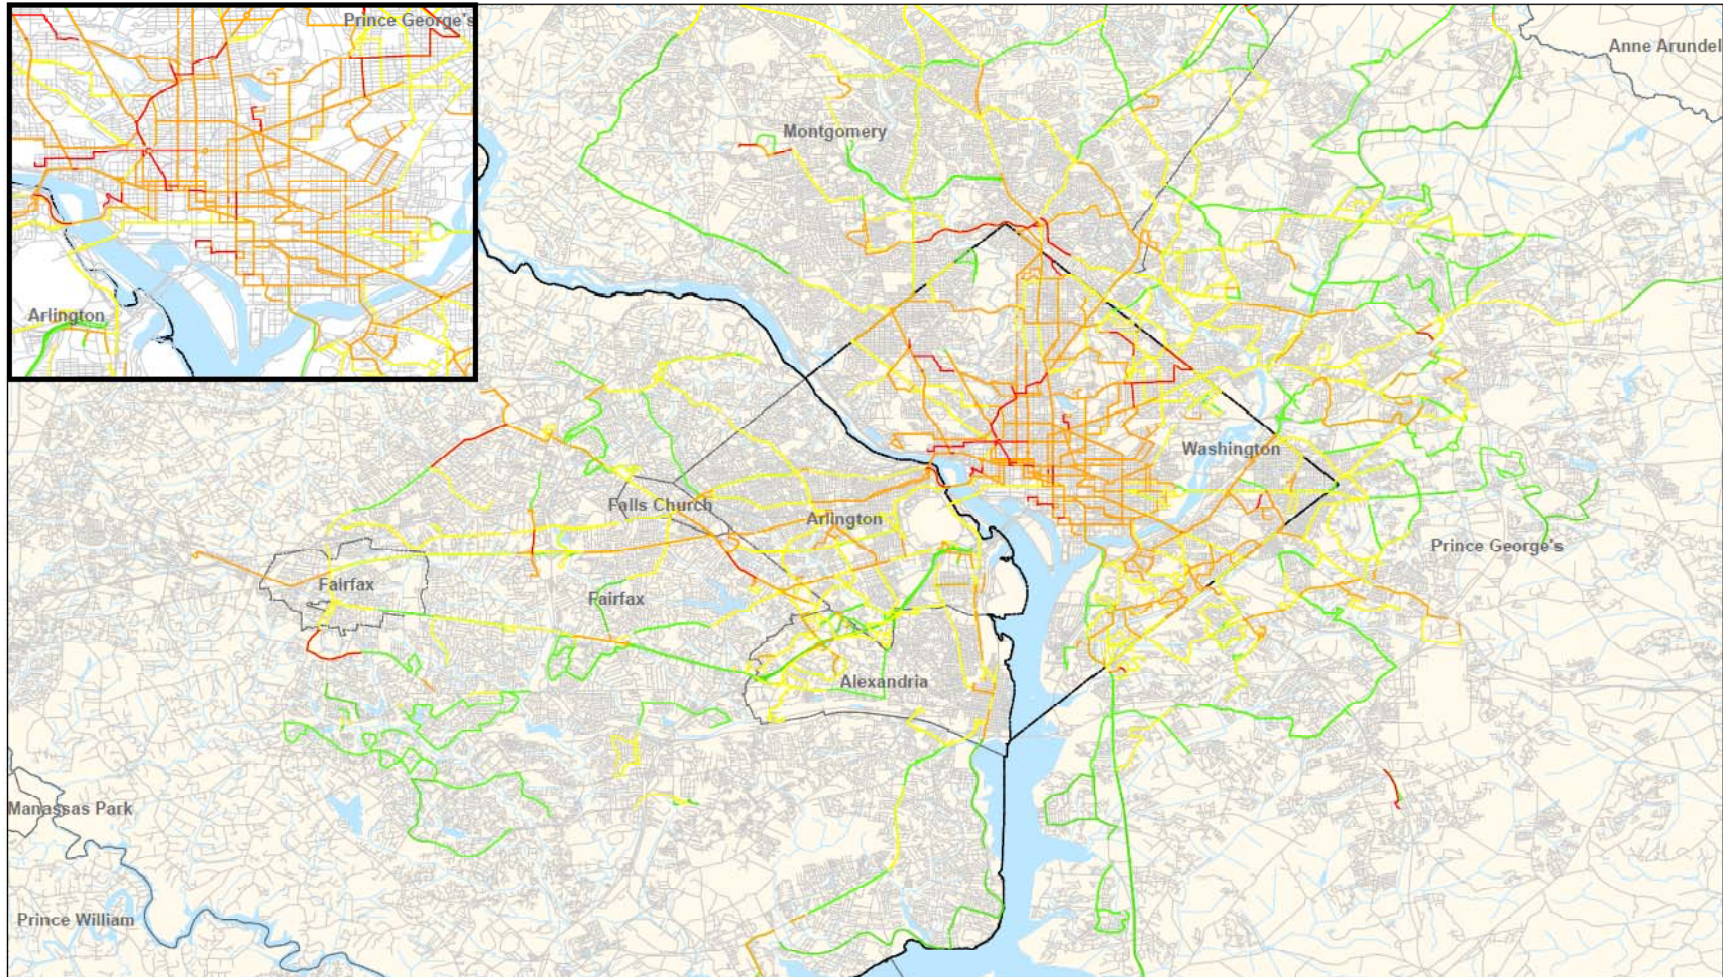 Prince George's
Arlington
Anne Arundel
Montgomery
Washington
Falls Church
Arlington
Prince George's
Fairfax
Fairfax
Alexandria
Manassas Park
Prince William